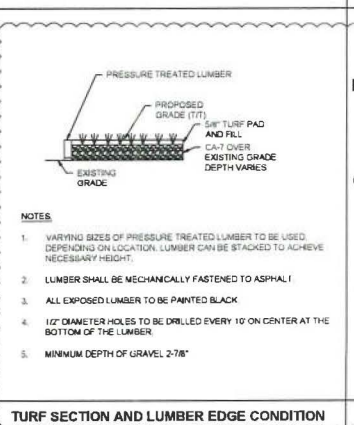 PRESSURE TREATED LUMBER
PROPOSED
GRADE (T/T)
5/8" TURF PAD
AND FILL
CA-7 OVER
EXISTING GRADE
DEPTH VARIES
EXISTING
GRADE
NOTES
1. VARYING SIZES OF PRESSURE TREATED LUMBER TO BE USED,
DEPENDING ON LOCATION. LUMBER CAN BE STACKED TO ACHIEVE
NECESSARY HEIGHT.
2. LUMBER SHALL BE MECHANICALLY FASTENED TO ASPHALT
3. ALL EXPOSED LUMBER TO BE PAINTED BLACK
4. 1/2" DIAMETER HOLES TO BE DRILLED EVERY 10' ON CENTER AT THE
BOTTOM OF THE LUMBER.
5. MINIMUM DEPTH OF GRAVEL 2-7/8"
TURF SECTION AND LUMBER EDGE CONDITION